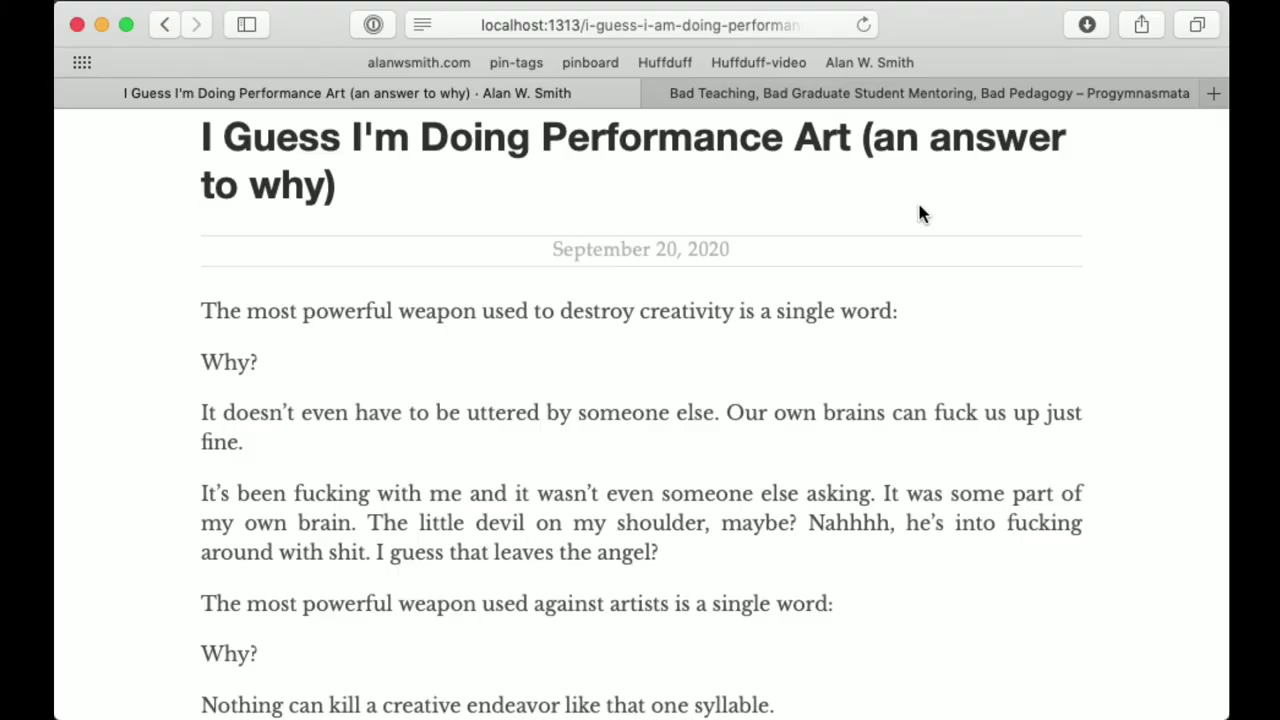 localhost:1313/i-guess-i-am-doing-performan
alanwsmith.com pin-tags pinboard Huffduff Huffduff-video Alan W. Smith
I Guess I'm Doing Performance Art (an answer to why) · Alan W. Smith
Bad Teaching, Bad Graduate Student Mentoring, Bad Pedagogy – Progymnasmata
I Guess I'm Doing Performance Art (an answer
to why)
September 20, 2020
The most powerful weapon used to destroy creativity is a single word:
Why?
It doesn’t even have to be uttered by someone else. Our own brains can fuck us up just
fine.
It’s been fucking with me and it wasn’t even someone else asking. It was some part of
my own brain. The little devil on my shoulder, maybe? Nahhhh, he’s into fucking
around with shit. I guess that leaves the angel?
The most powerful weapon used against artists is a single word:
Why?
Nothing can kill a creative endeavor like that one syllable.